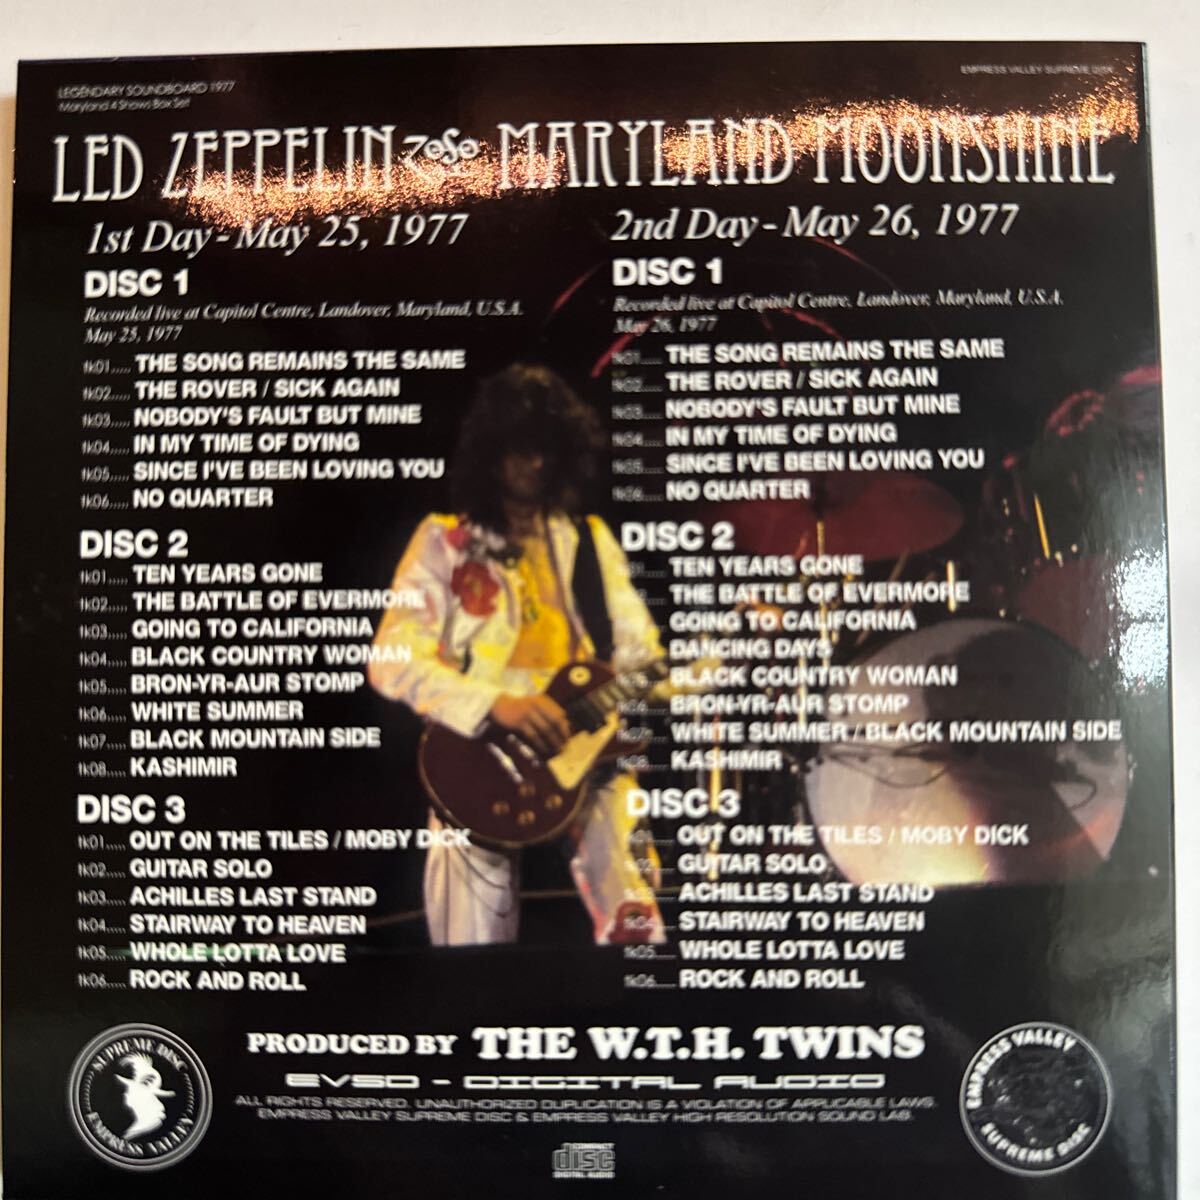 LEGENDARY SOUNDBOARD 1977
Maryland 4 Shows Box Set
EMPRESS VALLEY SUPREME DISK
LED ZEPPELIN ZoSo MARYLAND MOONSHINE
1st Day - May 25, 1977
DISC 1
Recorded live at Capitol Centre, Landover, Maryland, U.S.A.
May 25, 1977
tk01..... THE SONG REMAINS THE SAME
tk02..... THE ROVER / SICK AGAIN
tk03..... NOBODY'S FAULT BUT MINE
tk04..... IN MY TIME OF DYING
tk05..... SINCE I'VE BEEN LOVING YOU
tk06..... NO QUARTER
DISC 2
tk01..... TEN YEARS GONE
tk02..... THE BATTLE OF EVERMORE
tk03..... GOING TO CALIFORNIA
tk04..... BLACK COUNTRY WOMAN
tk05..... BRON-YR-AUR STOMP
tk06..... WHITE SUMMER
tk07..... BLACK MOUNTAIN SIDE
tk08..... KASHIMIR
DISC 3
tk01..... OUT ON THE TILES / MOBY DICK
tk02..... GUITAR SOLO
tk03..... ACHILLES LAST STAND
tk04..... STAIRWAY TO HEAVEN
tk05..... WHOLE LOTTA LOVE
tk06..... ROCK AND ROLL
2nd Day - May 26, 1977
DISC 1
Recorded live at Capitol Centre, Landover, Maryland, U.S.A.
May 26, 1977
tk01..... THE SONG REMAINS THE SAME
tk02..... THE ROVER / SICK AGAIN
tk03..... NOBODY'S FAULT BUT MINE
tk04..... IN MY TIME OF DYING
tk05..... SINCE I'VE BEEN LOVING YOU
tk06..... NO QUARTER
DISC 2
tk01..... TEN YEARS GONE
THE BATTLE OF EVERMORE
GOING TO CALIFORNIA
DANCING DAYS
BLACK COUNTRY WOMAN
tk06..... BRON-YR-AUR STOMP
tk07..... WHITE SUMMER / BLACK MOUNTAIN SIDE
tk08..... KASHIMIR
DISC 3
tk01..... OUT ON THE TILES / MOBY DICK
tk02..... GUITAR SOLO
tk03..... ACHILLES LAST STAND
tk04..... STAIRWAY TO HEAVEN
tk05..... WHOLE LOTTA LOVE
tk06..... ROCK AND ROLL
PRODUCED BY THE W.T.H. TWINS
EVSD - DIGITAL AUDIO
ALL RIGHTS RESERVED. UNAUTHORIZED DUPLICATION IS A VIOLATION OF APPLICABLE LAWS.
EMPRESS VALLEY SUPREME DISC & EMPRESS VALLEY HIGH RESOLUTION SOUND LAB.
SUPREME DISC
EMPRESS VALLEY
EMPRESS VALLEY
SUPREME DISC
COMPACT
disc
DIGITAL AUDIO